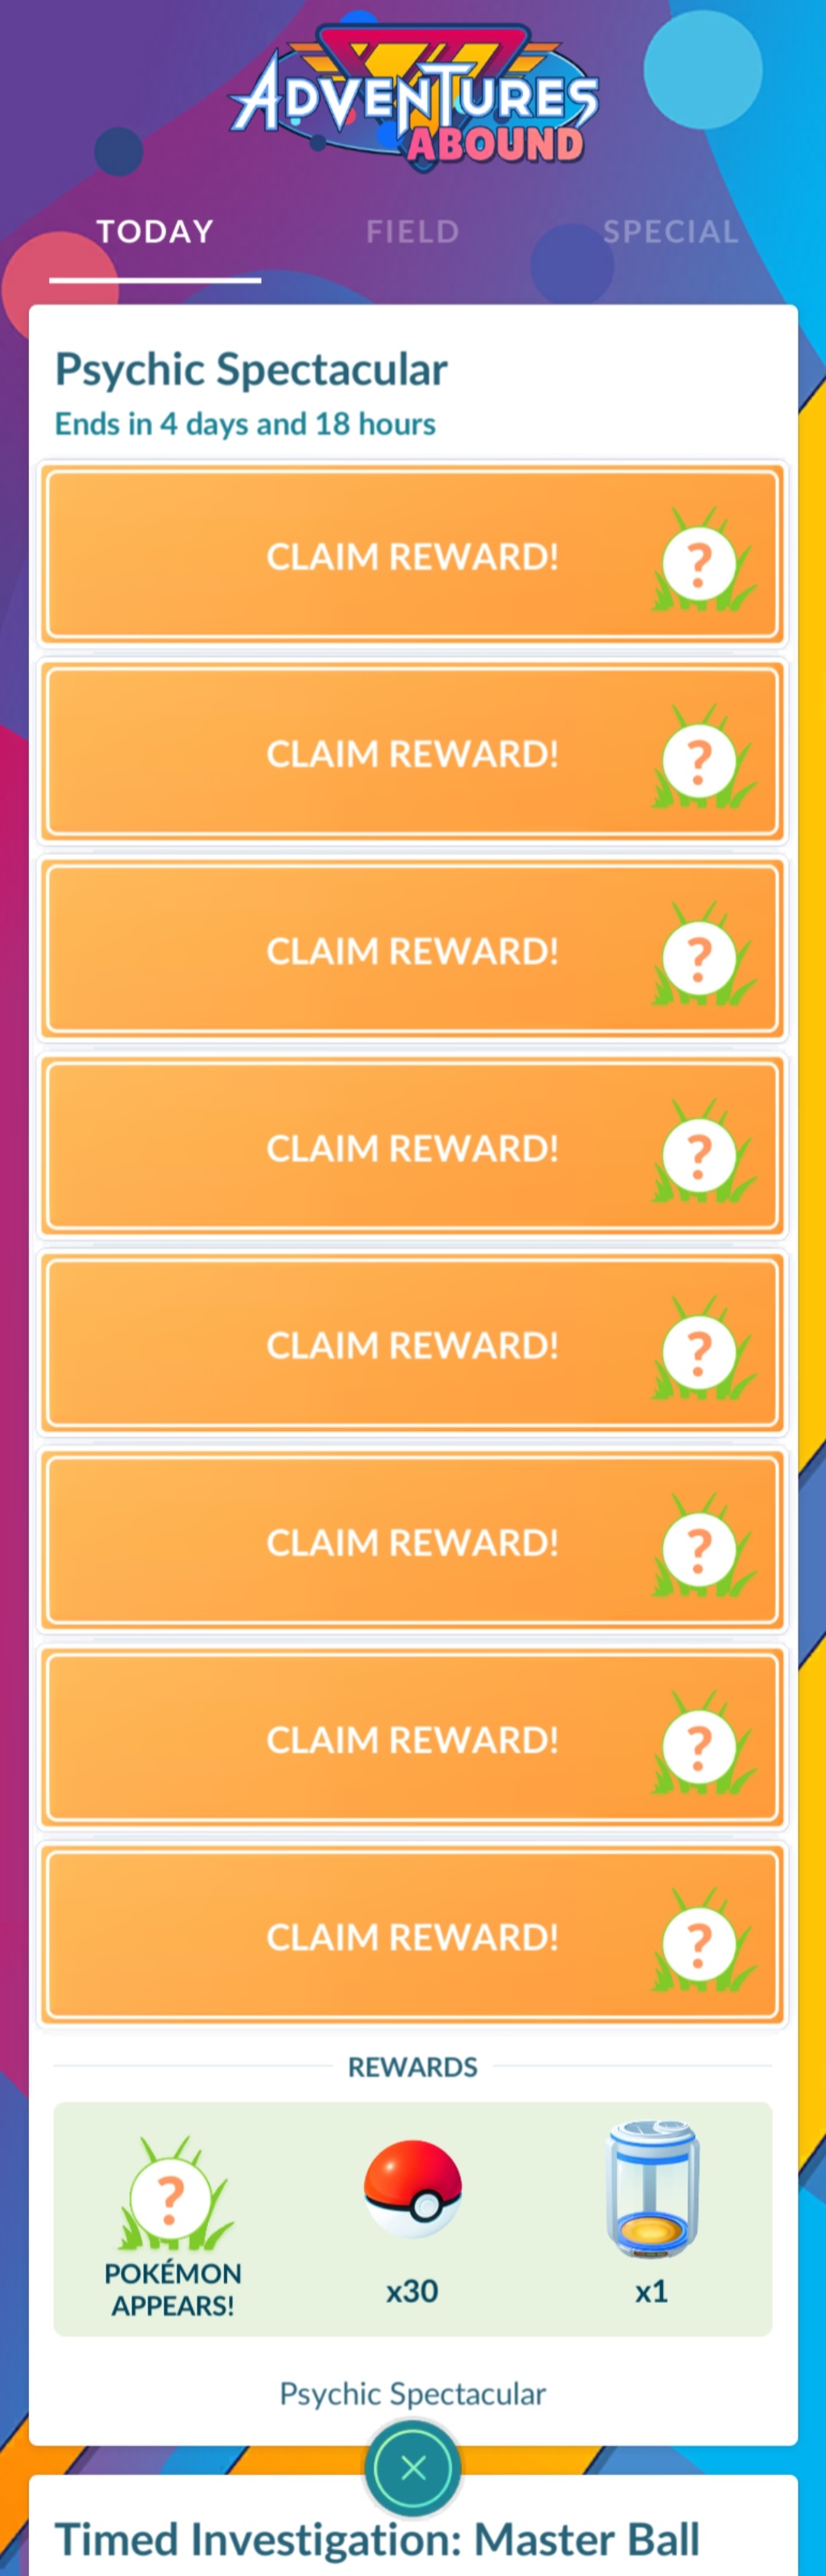 ADVENTURES
ABOUND
TODAY FIELD SPECIAL
Psychic Spectacular
Ends in 4 days and 18 hours
CLAIM REWARD! ?
CLAIM REWARD! ?
CLAIM REWARD! ?
CLAIM REWARD! ?
CLAIM REWARD! ?
CLAIM REWARD! ?
CLAIM REWARD! ?
CLAIM REWARD! ?
REWARDS
?
POKÉMON
APPEARS!
x30
x1
Psychic Spectacular
Timed Investigation: Master Ball